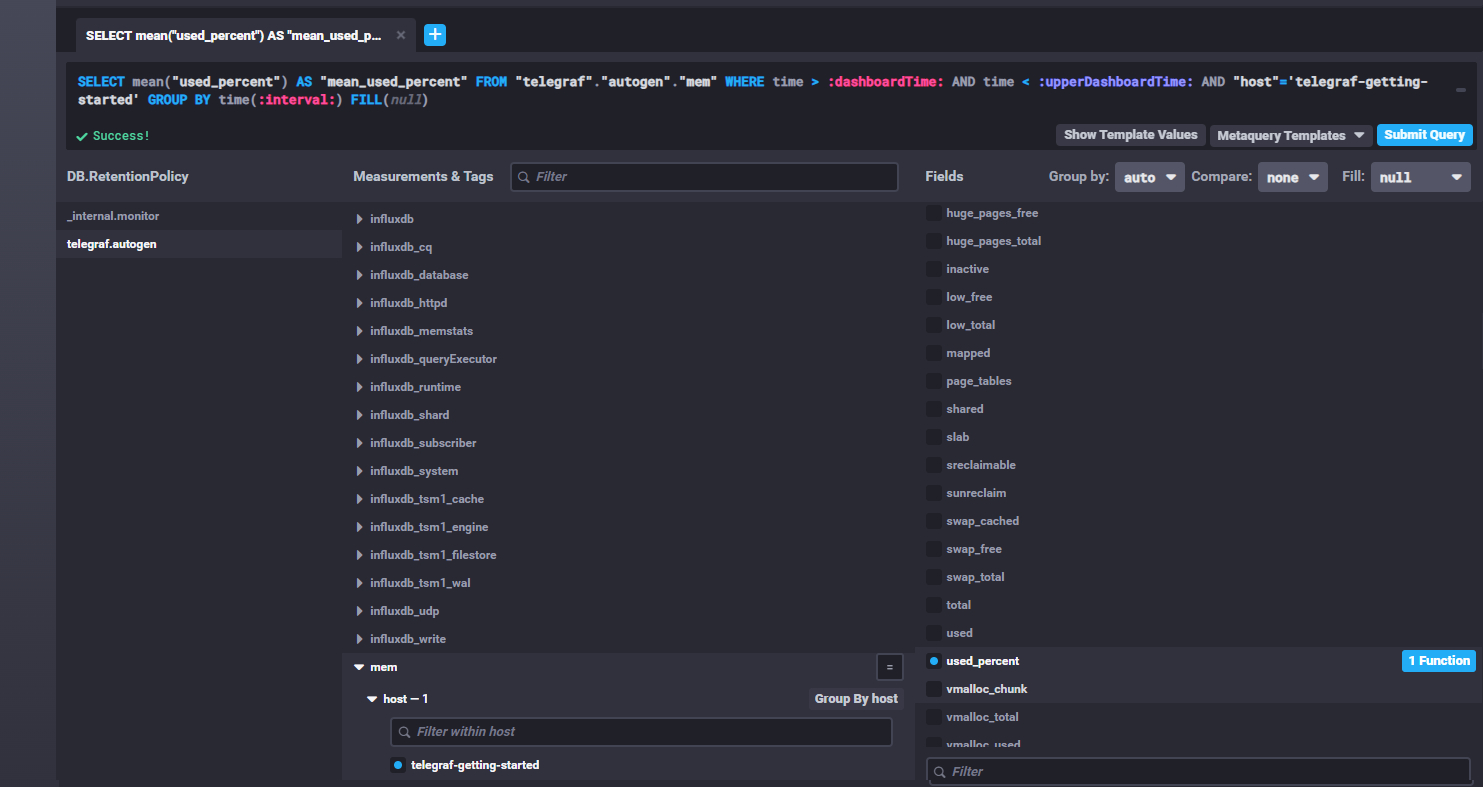 SELECT mean("used_percent") AS "mean_used_p...
SELECT mean("used_percent") AS "mean_used_percent" FROM "telegraf"."autogen"."mem" WHERE time > :dashboardTime: AND time < :upperDashboardTime: AND "host"='telegraf-getting-
started' GROUP BY time(:interval:) FILL(null)
Success!
Show Template Values
Metaquery Templates
Submit Query
DB.RetentionPolicy
_internal.monitor
telegraf.autogen
Measurements & Tags
Filter
influxdb
influxdb_cq
influxdb_database
influxdb_httpd
influxdb_memstats
influxdb_queryExecutor
influxdb_runtime
influxdb_shard
influxdb_subscriber
influxdb_system
influxdb_tsm1_cache
influxdb_tsm1_engine
influxdb_tsm1_filestore
influxdb_tsm1_wal
influxdb_udp
influxdb_write
mem
=
host — 1
Group By host
Filter within host
telegraf-getting-started
Fields
Group by: auto
Compare: none
Fill: null
huge_pages_free
huge_pages_total
inactive
low_free
low_total
mapped
page_tables
shared
slab
sreclaimable
sunreclaim
swap_cached
swap_free
swap_total
total
used
used_percent
1 Function
vmalloc_chunk
vmalloc_total
vmalloc_used
Filter